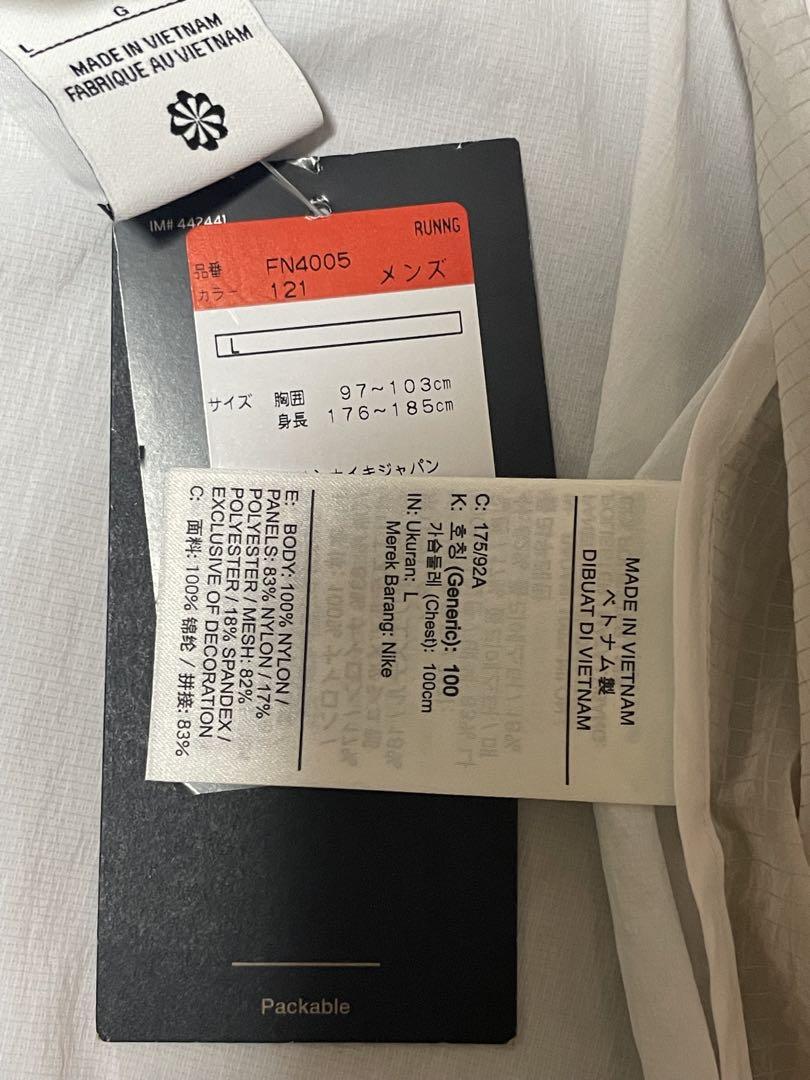 L G
MADE IN VIETNAM
FABRIQUE AU VIETNAM
IM# 442441
RUNNG
品番 FN4005
カラー 121 メンズ
L
サイズ 胸囲 97~103cm
身長 176~185cm
ナイキジャパン
MADE IN VIETNAM
ベトナム製
DIBUAT DI VIETNAM
C: 175/92A
K: 호칭 (Generic): 100
가슴둘레 (Chest): 100cm
IN: Ukuran: L
Merek Barang: Nike
E: BODY: 100% NYLON /
PANELS: 83% NYLON / 17%
POLYESTER / MESH: 82%
POLYESTER / 18% SPANDEX /
EXCLUSIVE OF DECORATION
C: 面料: 100% 锦纶 / 拼接: 83%
Packable